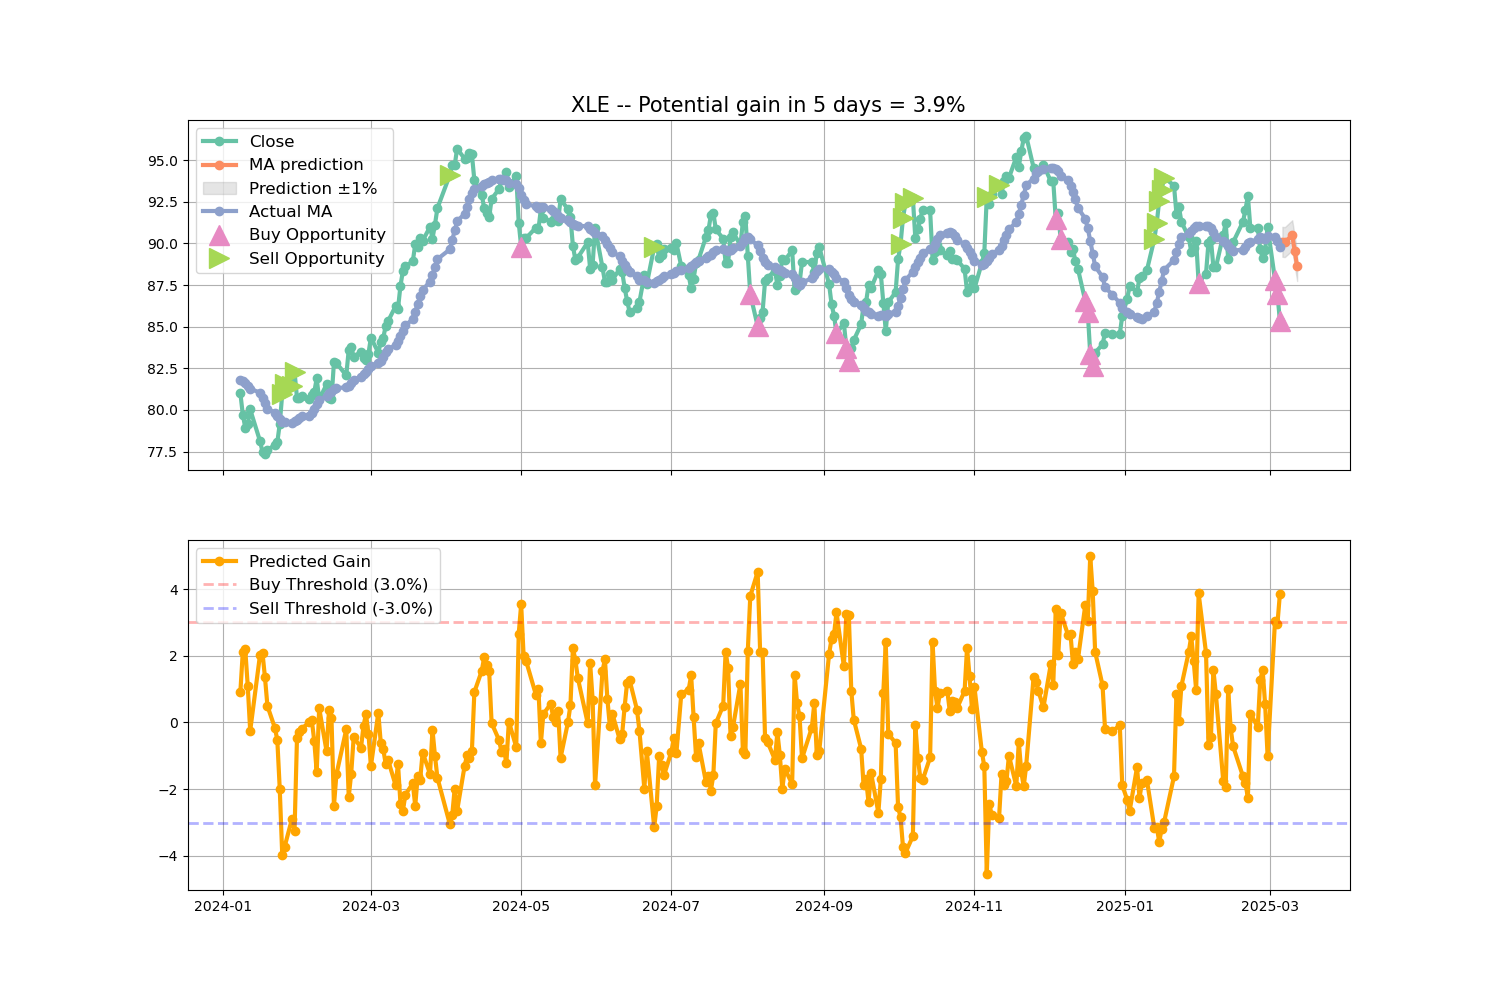 XLE -- Potential gain in 5 days = 3.9%
Close
MA prediction
Prediction ±1%
Actual MA
Buy Opportunity
Sell Opportunity
95.0
92.5
90.0
87.5
85.0
82.5
80.0
77.5
Predicted Gain
Buy Threshold (3.0%)
Sell Threshold (-3.0%)
4
2
0
−2
−4
2024-01 2024-03 2024-05 2024-07 2024-09 2024-11 2025-01 2025-03